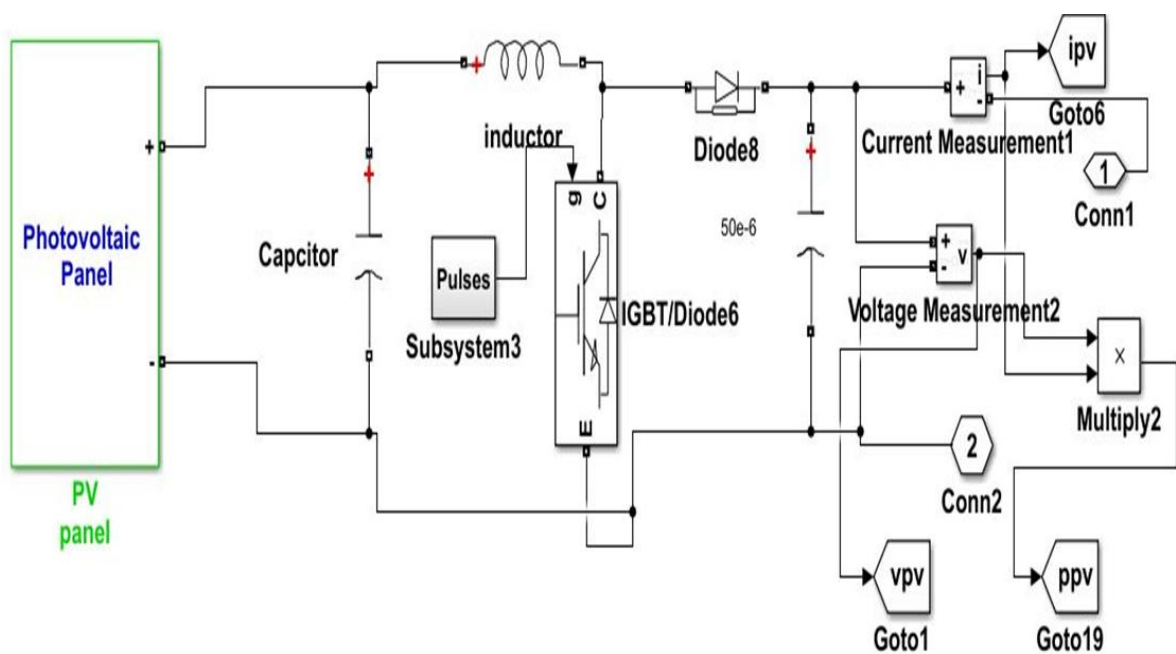 +
Photovoltaic
Panel
-
PV
panel
Capcitor
inductor
Pulses
Subsystem3
g
C
E
IGBT/Diode6
Diode8
50e-6
+
i
-
Current Measurement1
ipv
Goto6
1
Conn1
+
v
-
Voltage Measurement2
×
Multiply2
2
Conn2
vpv
Goto1
ppv
Goto19